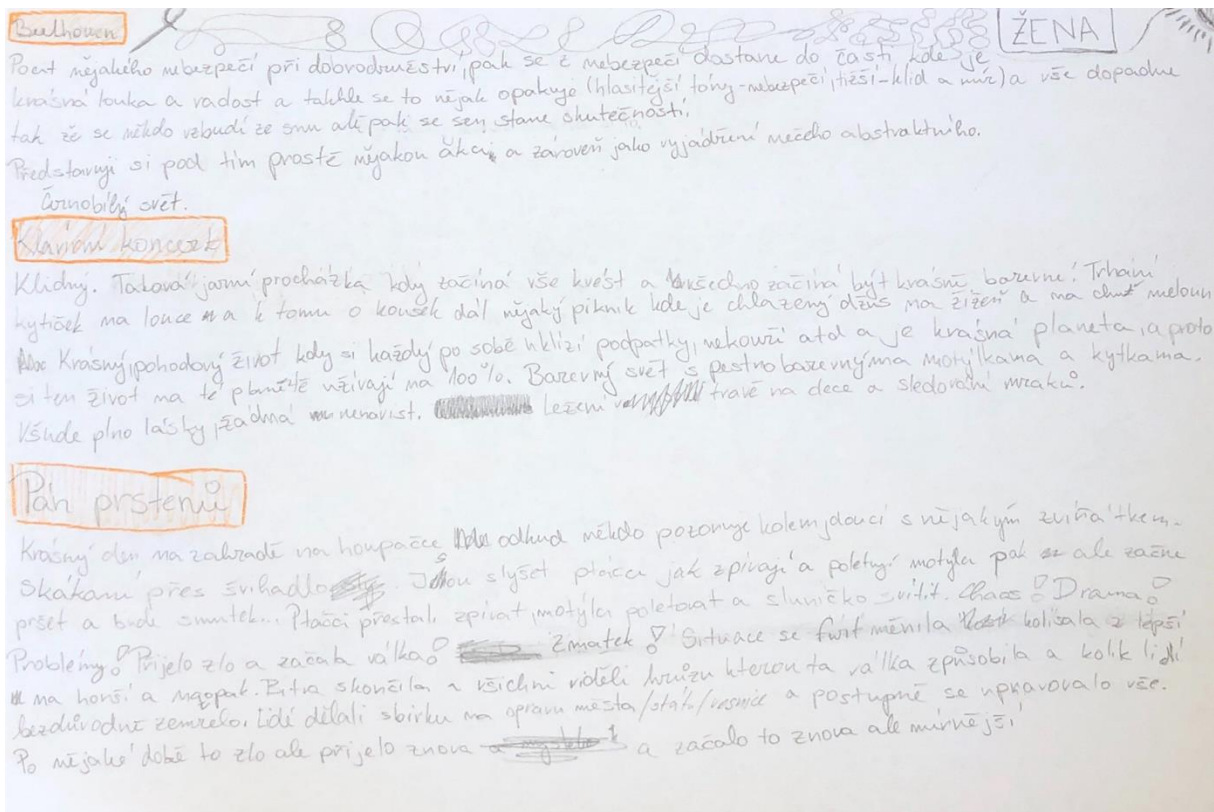 Beethoven
ŽENA
Pocit nějakého nebezpečí při dobrodružství, pak se z nebezpečí dostane do části kde je
krásná louka a radost a takhle se to nějak opakuje (hlasitější tóny-nebezpečí, tišší-klid a mír) a vše dopadne
tak že se někdo vzbudí ze snu ale pak se sen stane skutečností.
Představuji si pod tím prostě nějakou akci, a zároveň jako vyjádření něčeho abstraktního.
Černobílý svět.
Klavírní koncert
Klidný. Taková jarní procházka kdy začíná vše kvést a všechno začíná být krásně barevné! Trhání
kytiček na louce a k tomu o kousek dál nějaký piknik kde je chlazený džus na žízeň a na chuť meloun
Krásný, pohodový život kdy si každý po sobě uklízí podpatky, nekouří atd a je krásná planeta, a proto
si ten život na té planetě užívají na 100%. Barevný svět s pestrobarevnýma motýlkama a kytkama.
Všude plno lásky, žádná nenávist. Ležení v trávě na dece a sledování mraků.
Pán prstenů
Krásný den na zahradě na houpačce odkud někdo pozoruje kolemjdoucí s nějakým zvířátkem.
Skákání přes švihadlo. Jsou slyšet ptáčci jak zpívají a poletují motýlci pak ale začne
pršet a bude smutek... Ptáčci přestali zpívat, motýlci poletovat a sluníčko svítit. Chaos! Drama!
Problémy! Přijelo zlo a začala válka! Zmatek! Situace se furt měnila kolísala z lepší
na horší a naopak. Bitva skončila a všichni viděli hrůzu kterou ta válka způsobila a kolik lidí
bezdůvodně zemřelo. Lidé dělali sbírku na opravu města/státu/vesnice a postupně se upravovalo vše.
Po nějaké době to zlo ale přijelo znova a začalo to znova ale mírnější